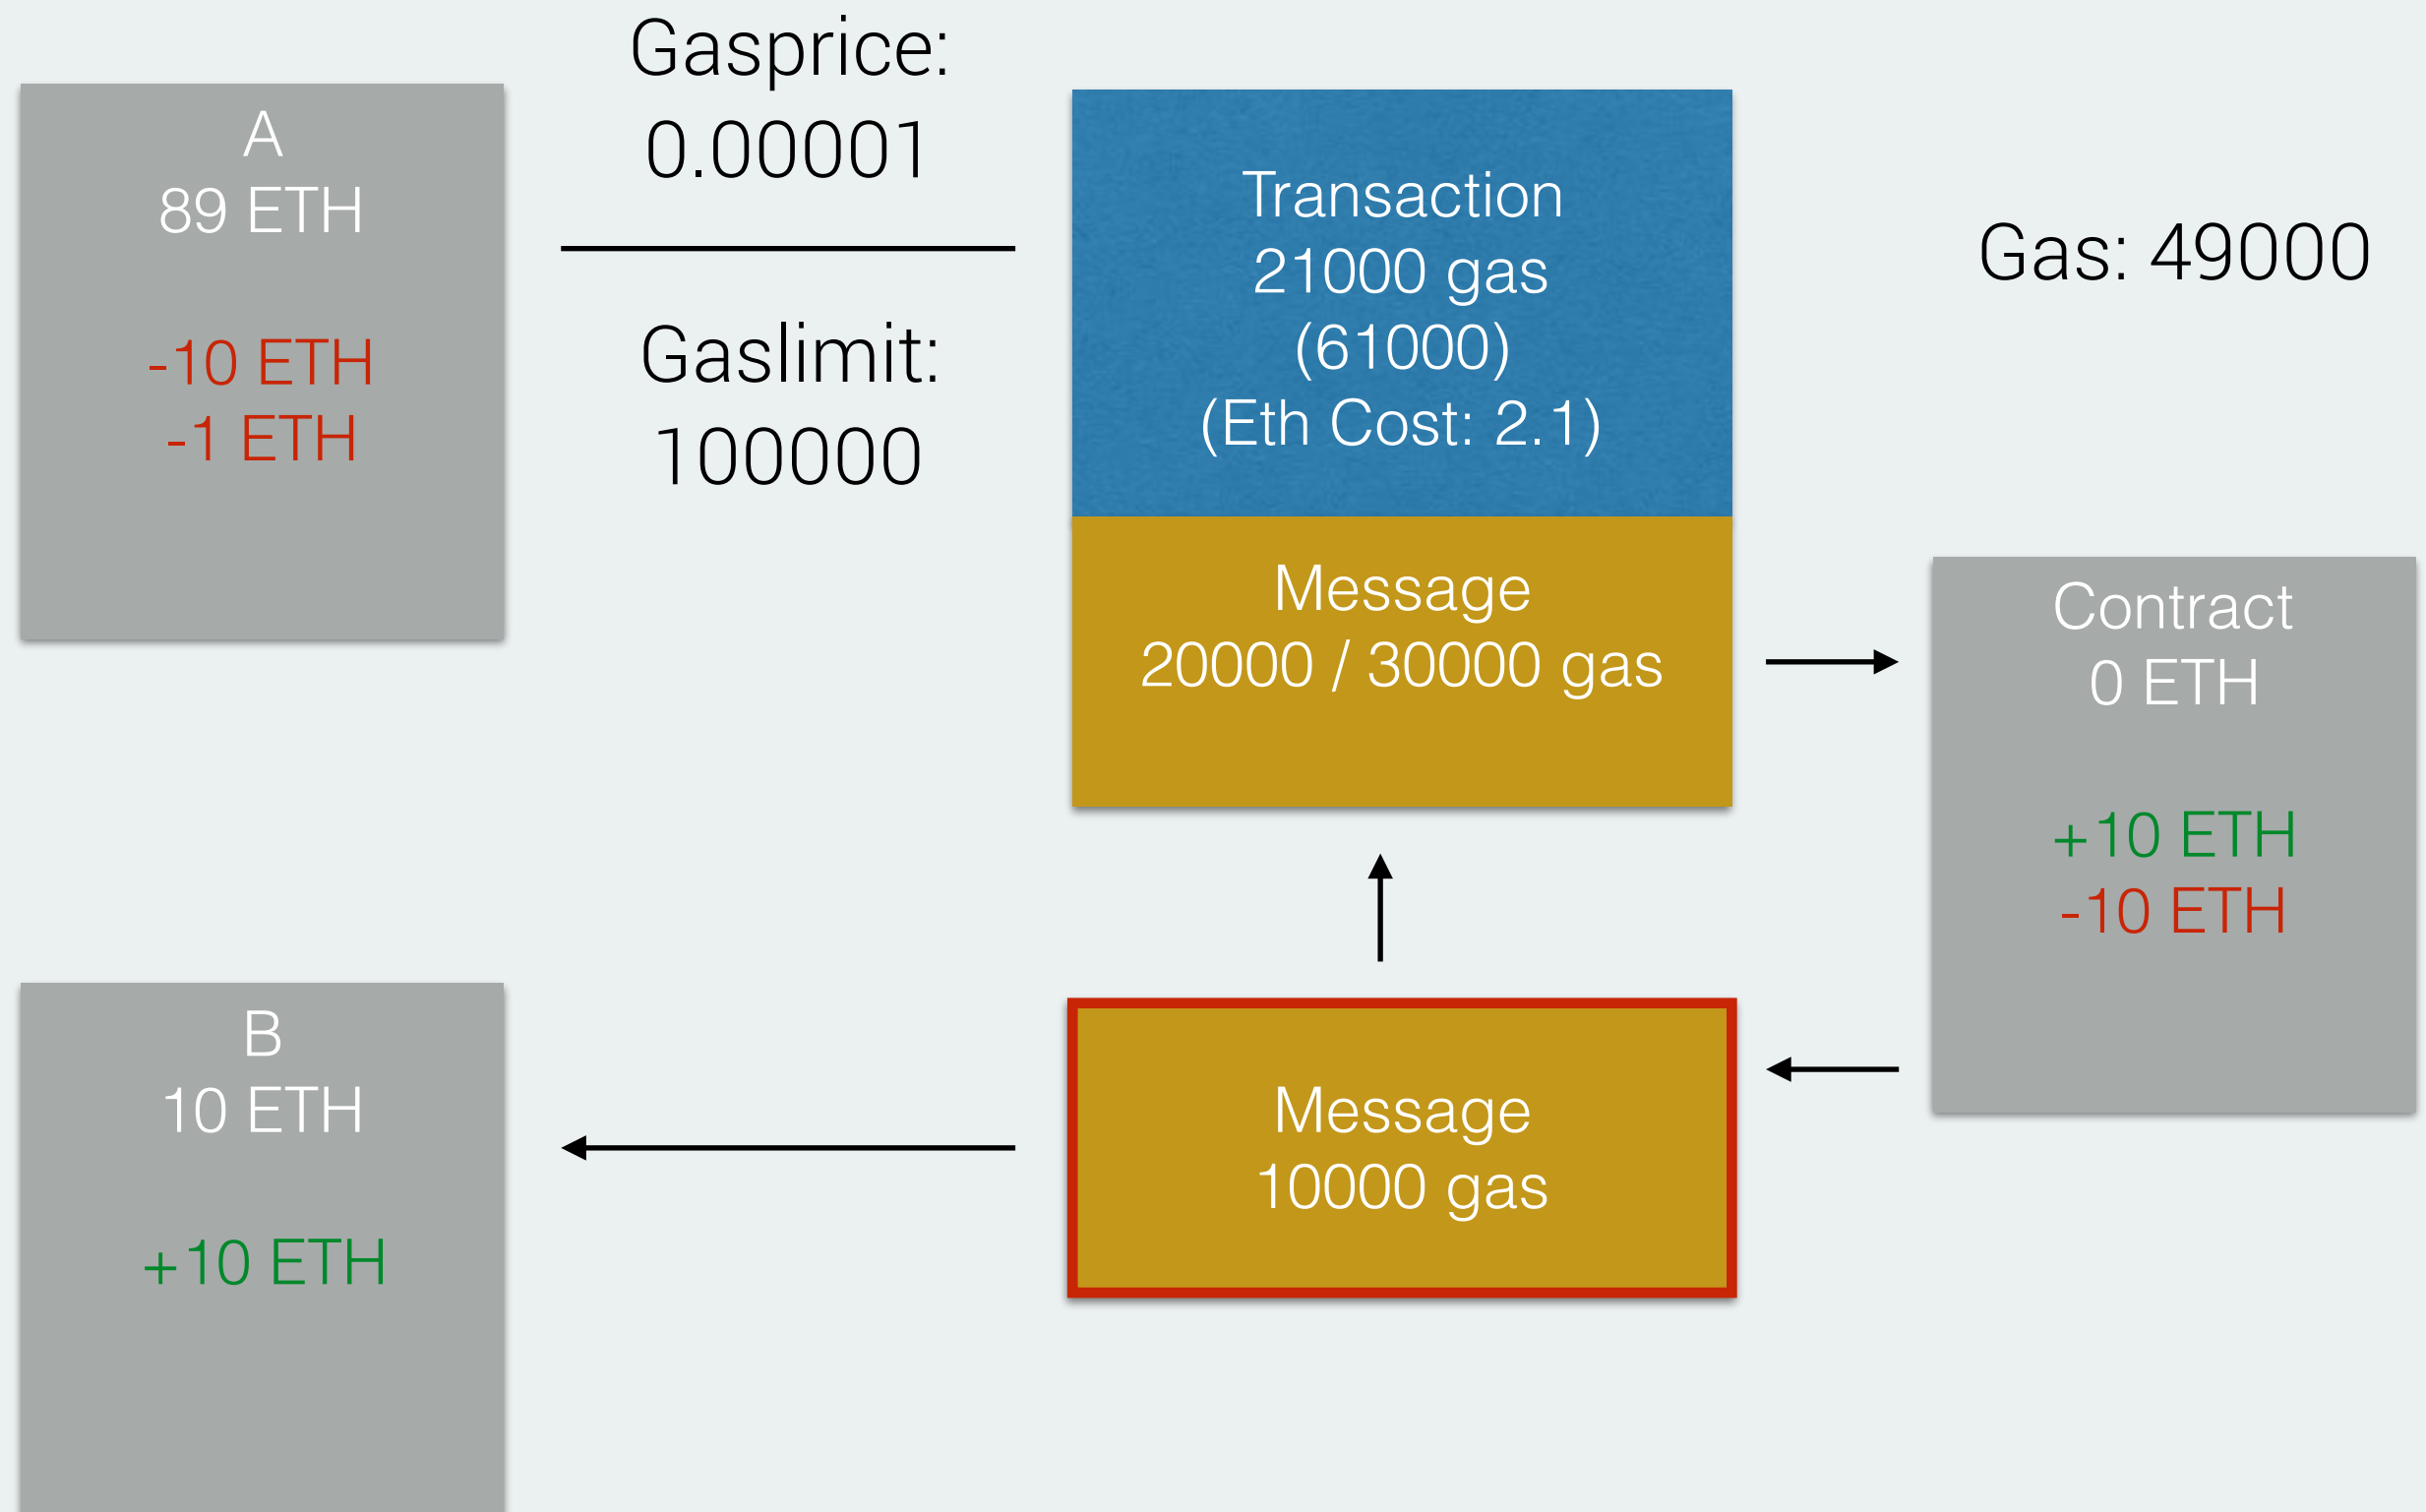 Gasprice:
0.00001
Gaslimit:
100000
A
89 ETH
-10 ETH
-1 ETH
Transaction
21000 gas
(61000)
(Eth Cost: 2.1)
Gas: 49000
Message
20000 / 30000 gas
Contract
0 ETH
+10 ETH
-10 ETH
B
10 ETH
+10 ETH
Message
10000 gas